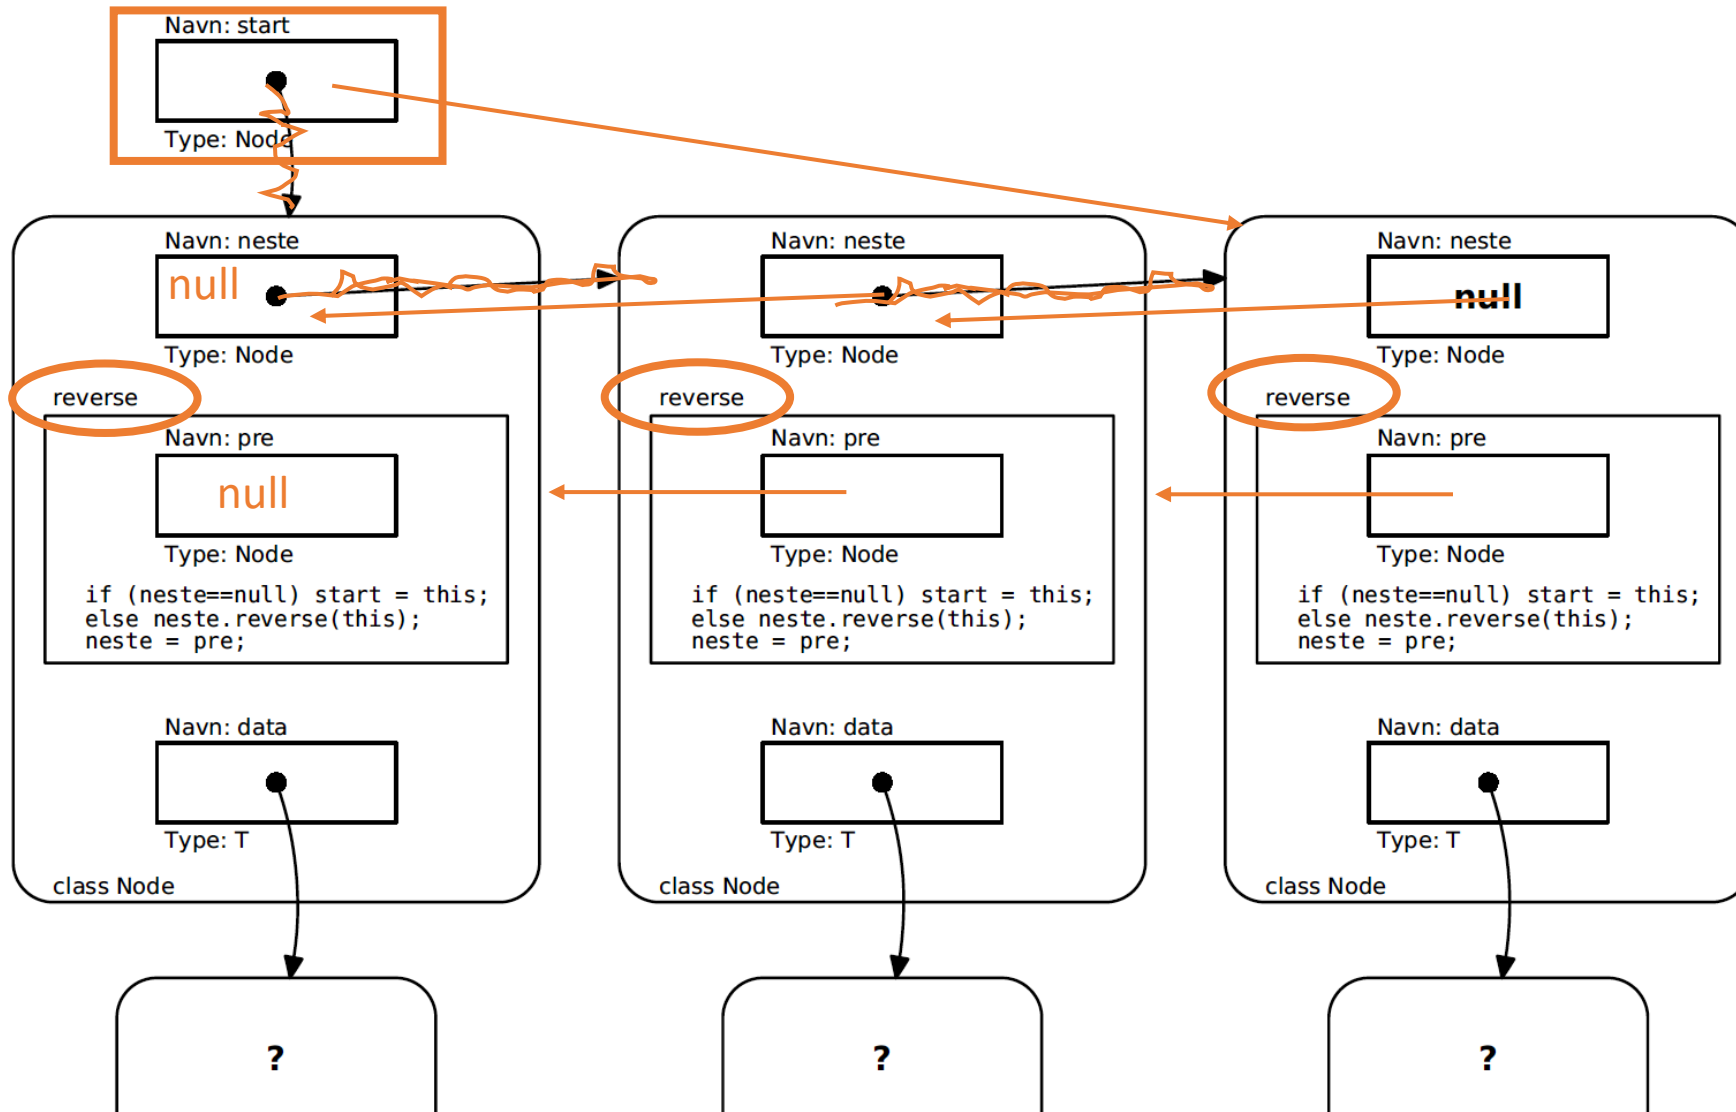 Navn: start
Type: Node
Navn: neste
null
Type: Node
reverse
Navn: pre
null
Type: Node
if (neste==null) start = this;
else neste.reverse(this);
neste = pre;
Navn: data
Type: T
class Node
?
Navn: neste
Type: Node
reverse
Navn: pre
Type: Node
if (neste==null) start = this;
else neste.reverse(this);
neste = pre;
Navn: data
Type: T
class Node
?
Navn: neste
null
Type: Node
reverse
Navn: pre
Type: Node
if (neste==null) start = this;
else neste.reverse(this);
neste = pre;
Navn: data
Type: T
class Node
?